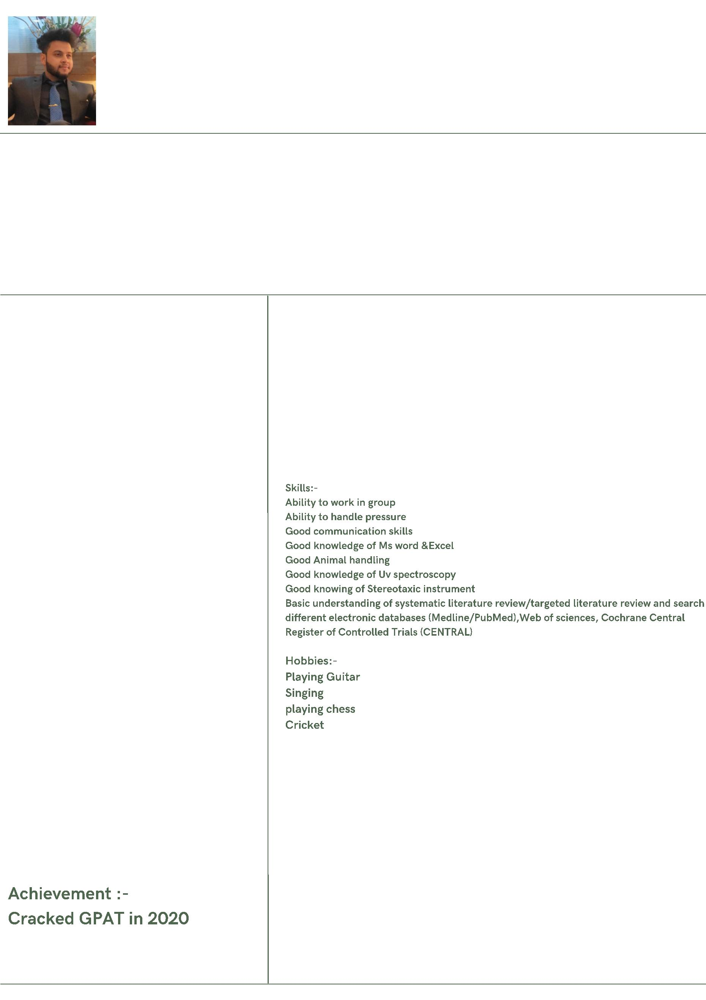 Skills:-
Ability to work in group
Ability to handle pressure
Good communication skills
Good knowledge of Ms word &Excel
Good Animal handling
Good knowledge of Uv spectroscopy
Good knowing of Stereotaxic instrument
Basic understanding of systematic literature review/targeted literature review and search
different electronic databases (Medline/PubMed),Web of sciences, Cochrane Central
Register of Controlled Trials (CENTRAL)
Hobbies:-
Playing Guitar
Singing
playing chess
Cricket
Achievement :-
Cracked GPAT in 2020